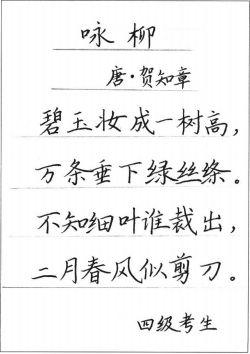 咏柳
唐·贺知章
碧玉妆成一树高，
万条垂下绿丝绦。
不知细叶谁裁出，
二月春风似剪刀。
四级考生